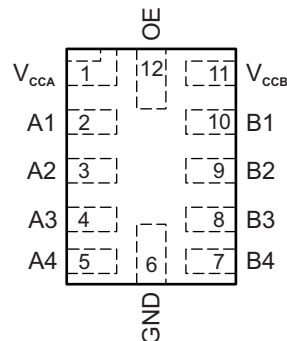 OE
V_CCA 1 12 11 V_CCB
A1 2 10 B1
A2 3 9 B2
A3 4 8 B3
A4 5 6 7 B4
GND